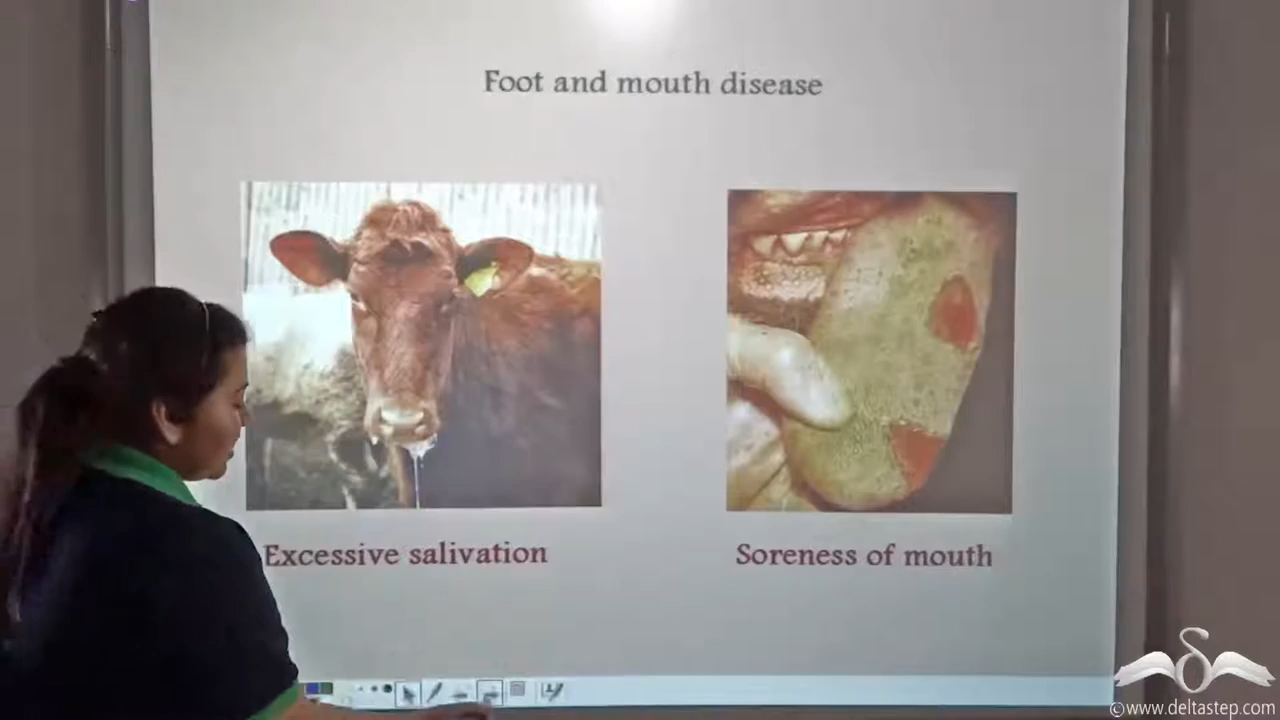 Foot and mouth disease
Excessive salivation
Soreness of mouth
©www.deltastep.com